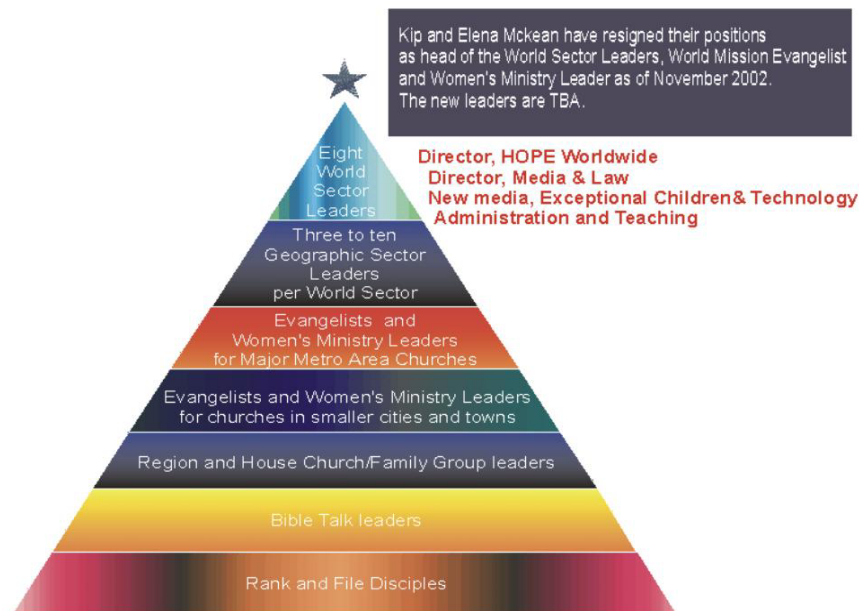 Kip and Elena Mckean have resigned their positions
as head of the World Sector Leaders, World Mission Evangelist
and Women's Ministry Leader as of November 2002.
The new leaders are TBA.
Eight
World
Sector
Leaders
Director, HOPE Worldwide
Director, Media & Law
New media, Exceptional Children& Technology
Administration and Teaching
Three to ten
Geographic Sector
Leaders
per World Sector
Evangelists and
Women's Ministry Leaders
for Major Metro Area Churches
Evangelists and Women's Ministry Leaders
for churches in smaller cities and towns
Region and House Church/Family Group leaders
Bible Talk leaders
Rank and File Disciples